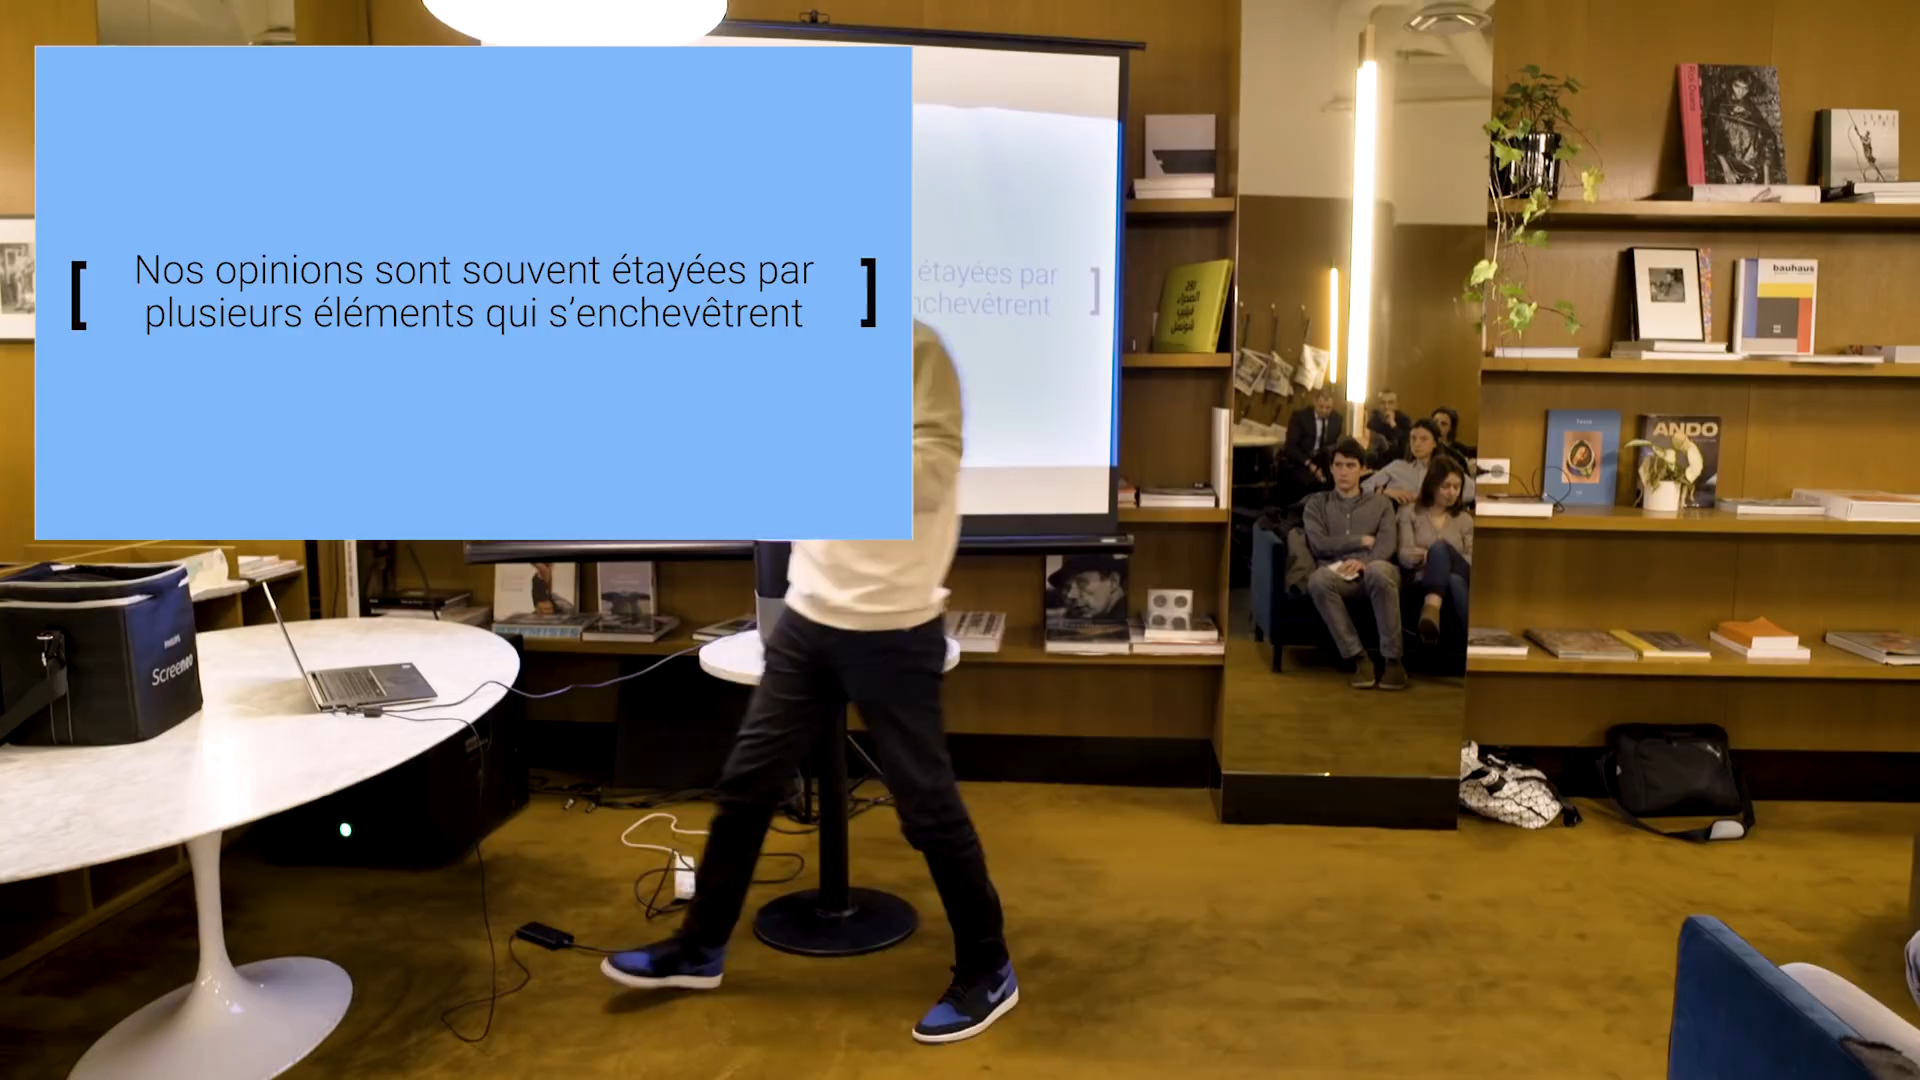 [ Nos opinions sont souvent étayées par
plusieurs éléments qui s’enchevêtrent ]
étayées par
nchevêtrent ]
bauhaus
ANDO
PHILIPS
Screeneo